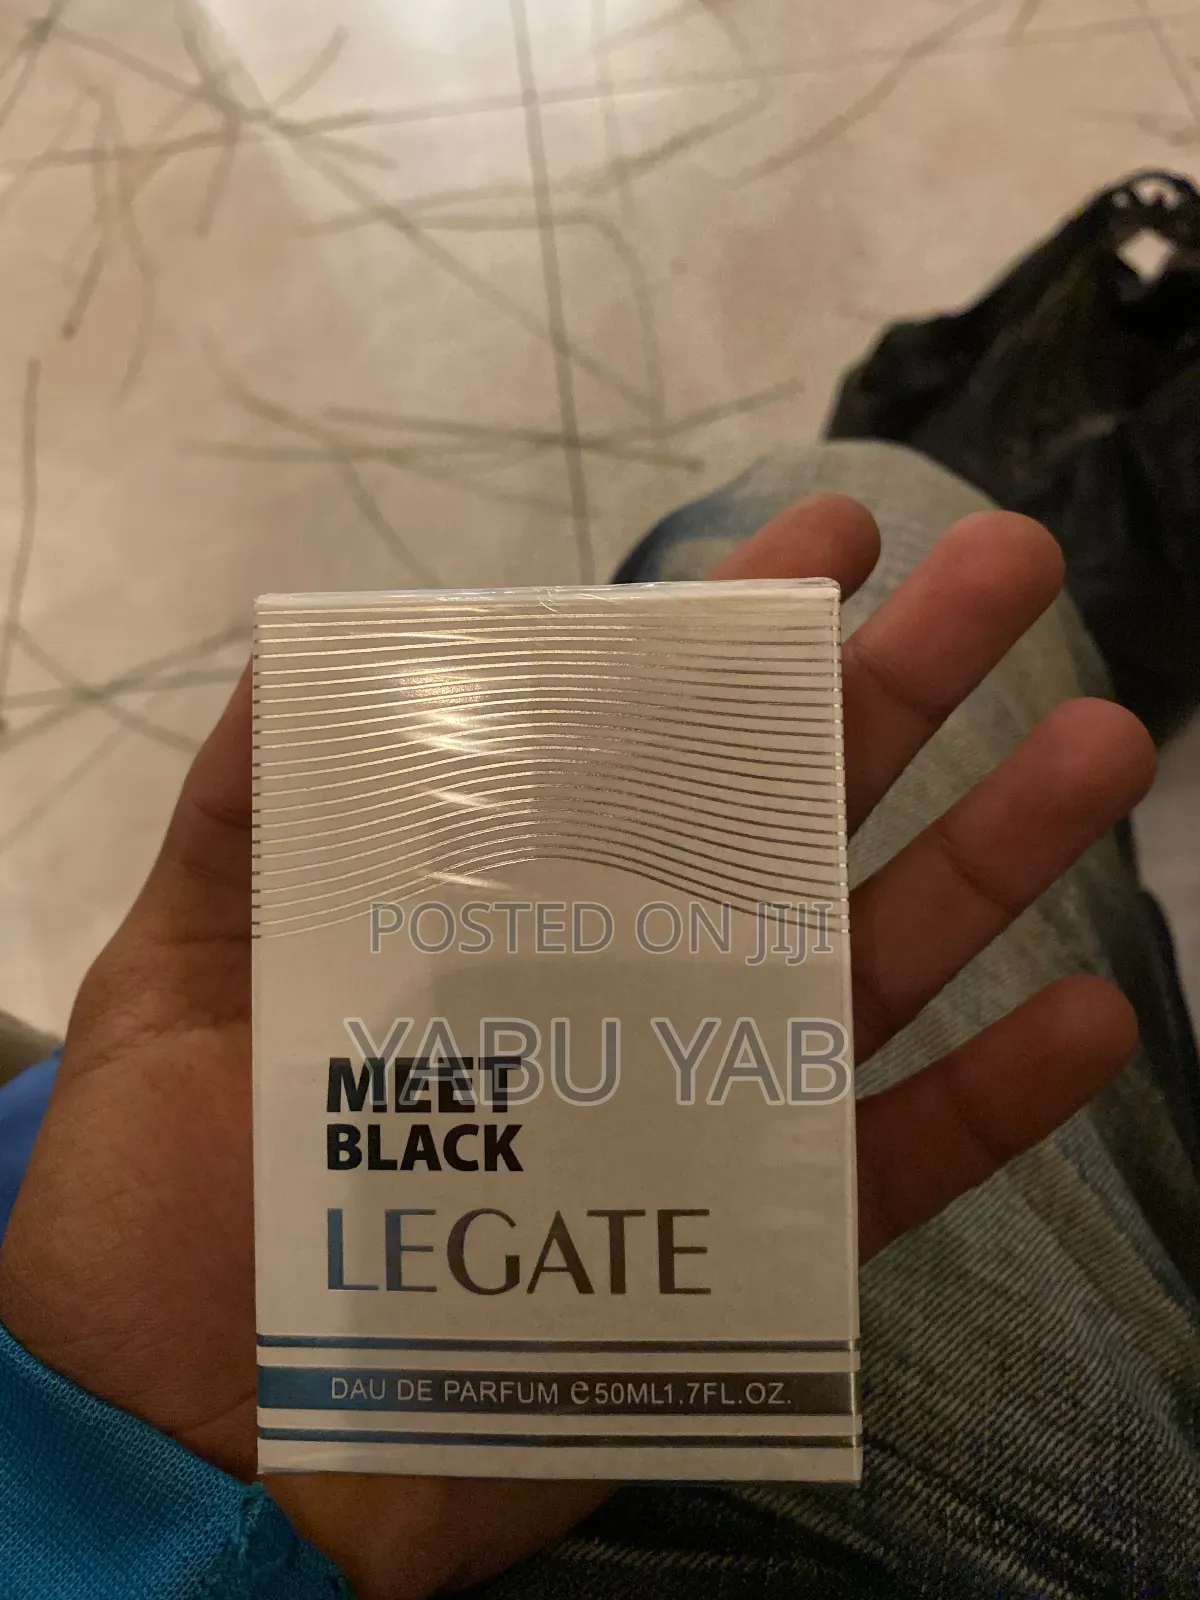 POSTED ON JIJI
YABU YAB
MEET
BLACK
LEGATE
DAU DE PARFUM ℮50ML1.7FL.OZ.